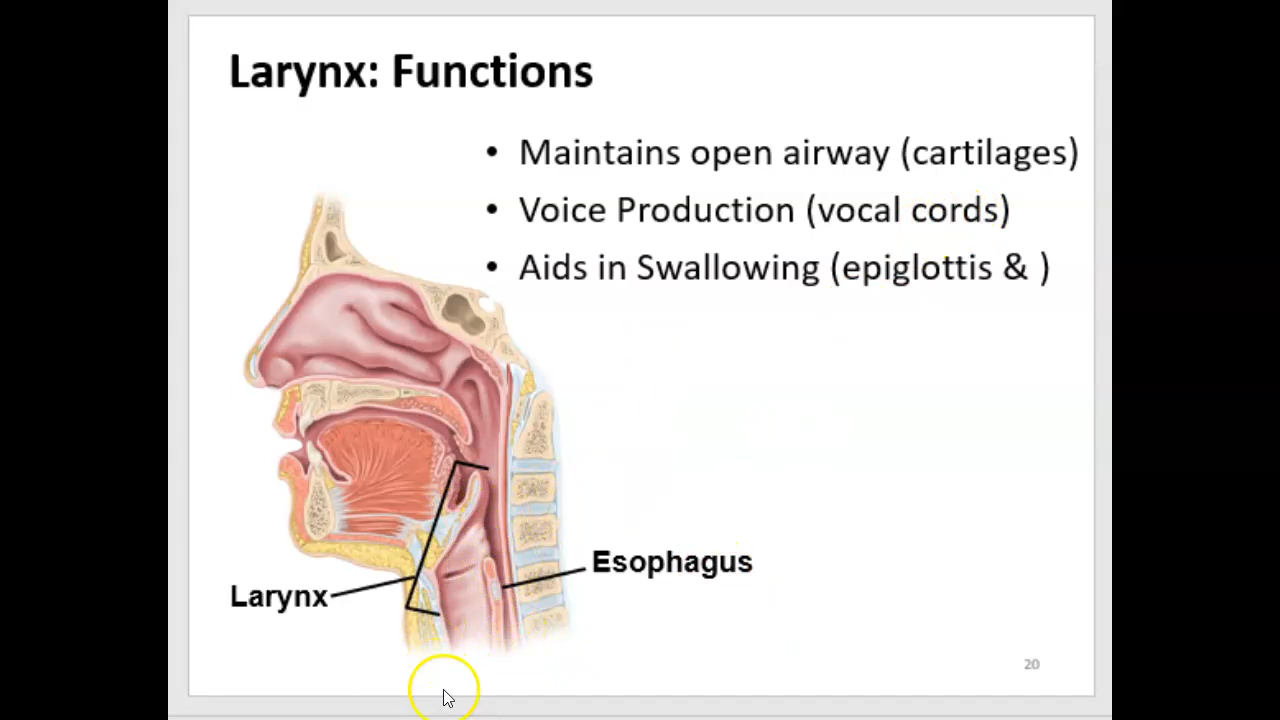 Larynx: Functions
• Maintains open airway (cartilages)
• Voice Production (vocal cords)
• Aids in Swallowing (epiglottis & )
Esophagus
Larynx
20